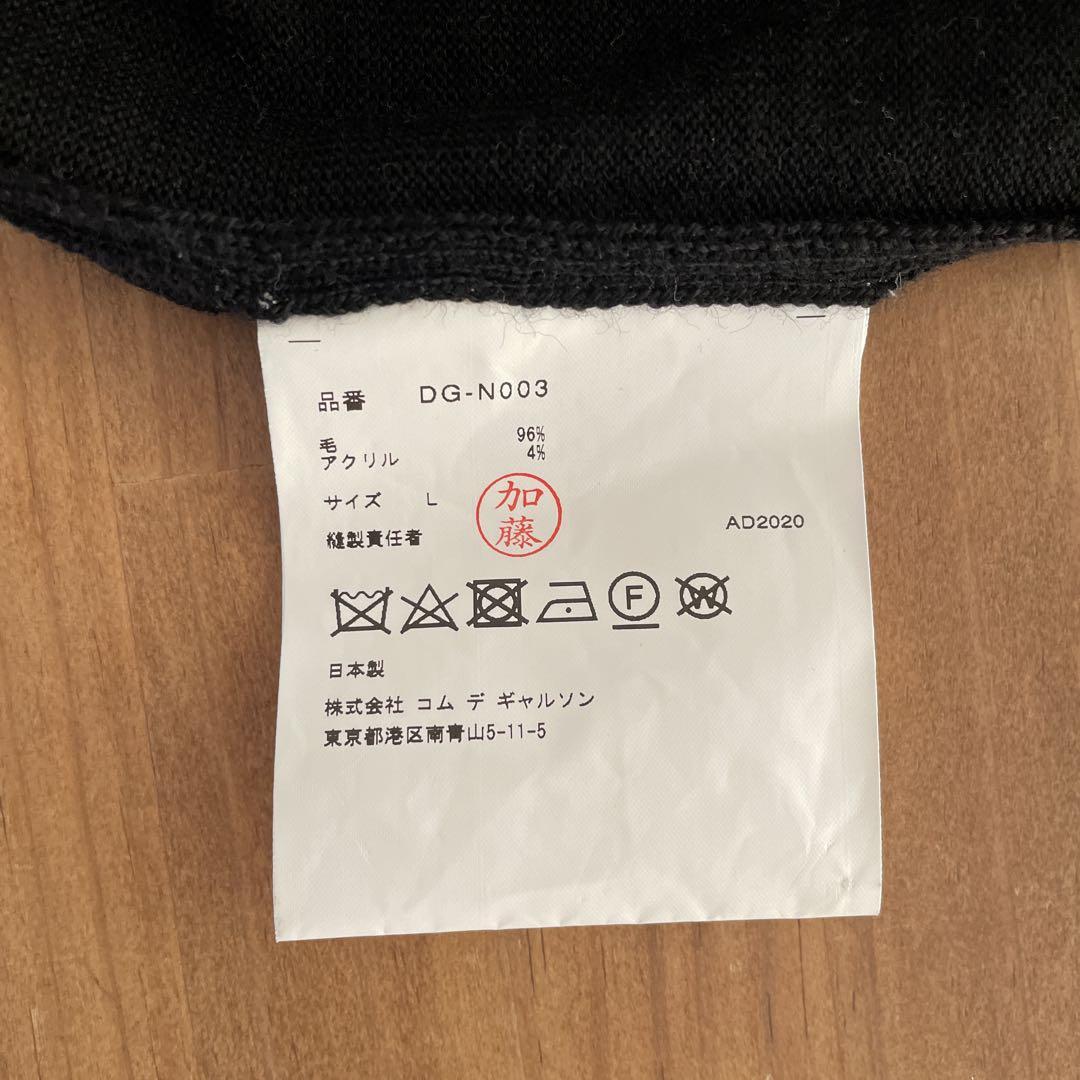 品番 DG-N003
毛 96%
アクリル 4%
サイズ L
加藤
縫製責任者
AD2020
F
W
日本製
株式会社 コム デ ギャルソン
東京都港区南青山5-11-5